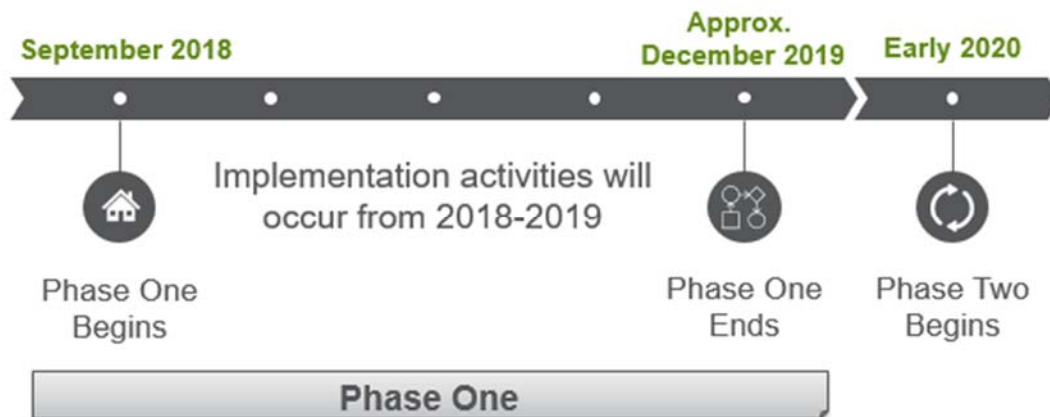 September 2018
Approx.
December 2019
Early 2020
Implementation activities will
occur from 2018-2019
Phase One
Begins
Phase One
Ends
Phase Two
Begins
Phase One